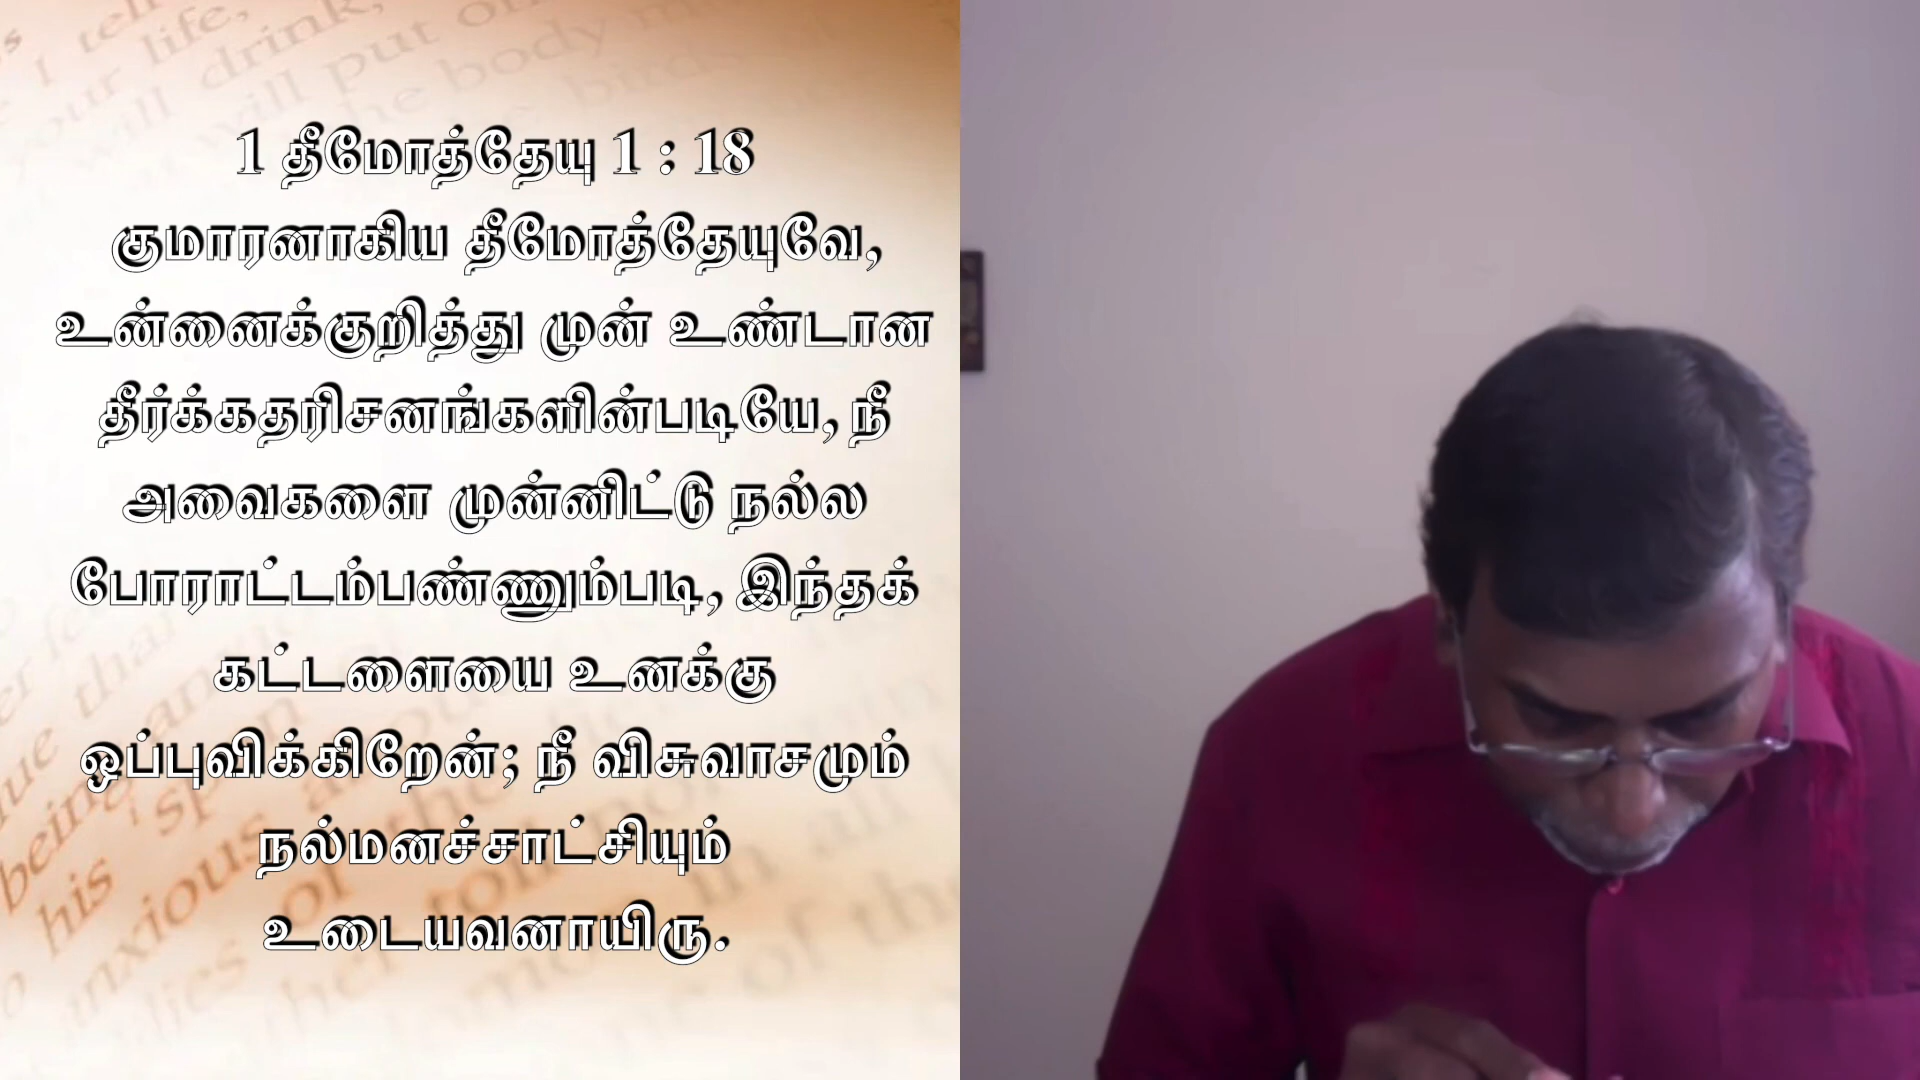 1 தீமோத்தேயு 1 : 18
குமாரனாகிய தீமோத்தேயுவே,
உன்னைக்குறித்து முன் உண்டான
தீர்க்கதரிசனங்களின்படியே, நீ
அவைகளை முன்னிட்டு நல்ல
போராட்டம்பண்ணும்படி, இந்தக்
கட்டளையை உனக்கு
ஒப்புவிக்கிறேன்; நீ விசுவாசமும்
நல்மனச்சாட்சியும்
உடையவனாயிரு.